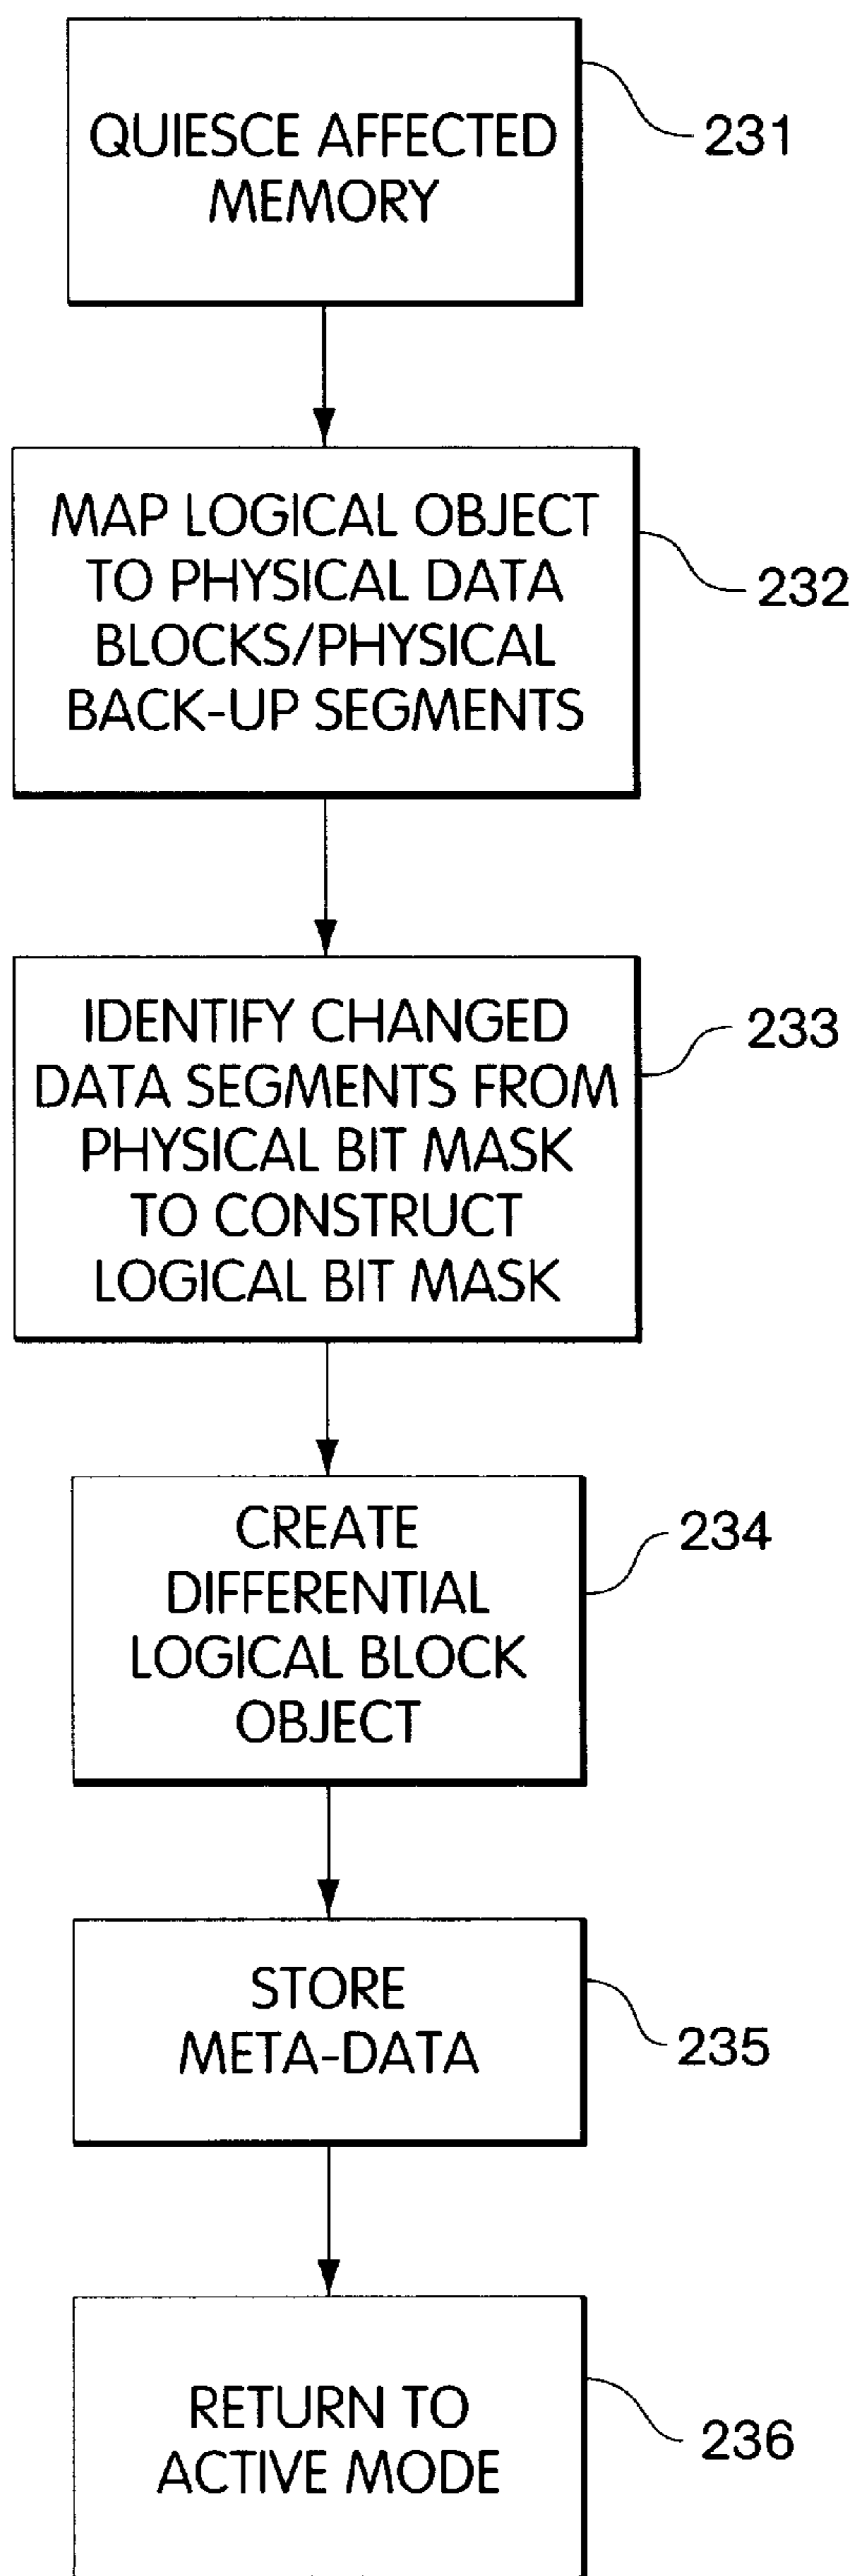 QUIESCE AFFECTED
MEMORY
231
MAP LOGICAL OBJECT
TO PHYSICAL DATA
BLOCKS/PHYSICAL
BACK-UP SEGMENTS
232
IDENTIFY CHANGED
DATA SEGMENTS FROM
PHYSICAL BIT MASK
TO CONSTRUCT
LOGICAL BIT MASK
233
CREATE
DIFFERENTIAL
LOGICAL BLOCK
OBJECT
234
STORE
META-DATA
235
RETURN TO
ACTIVE MODE
236